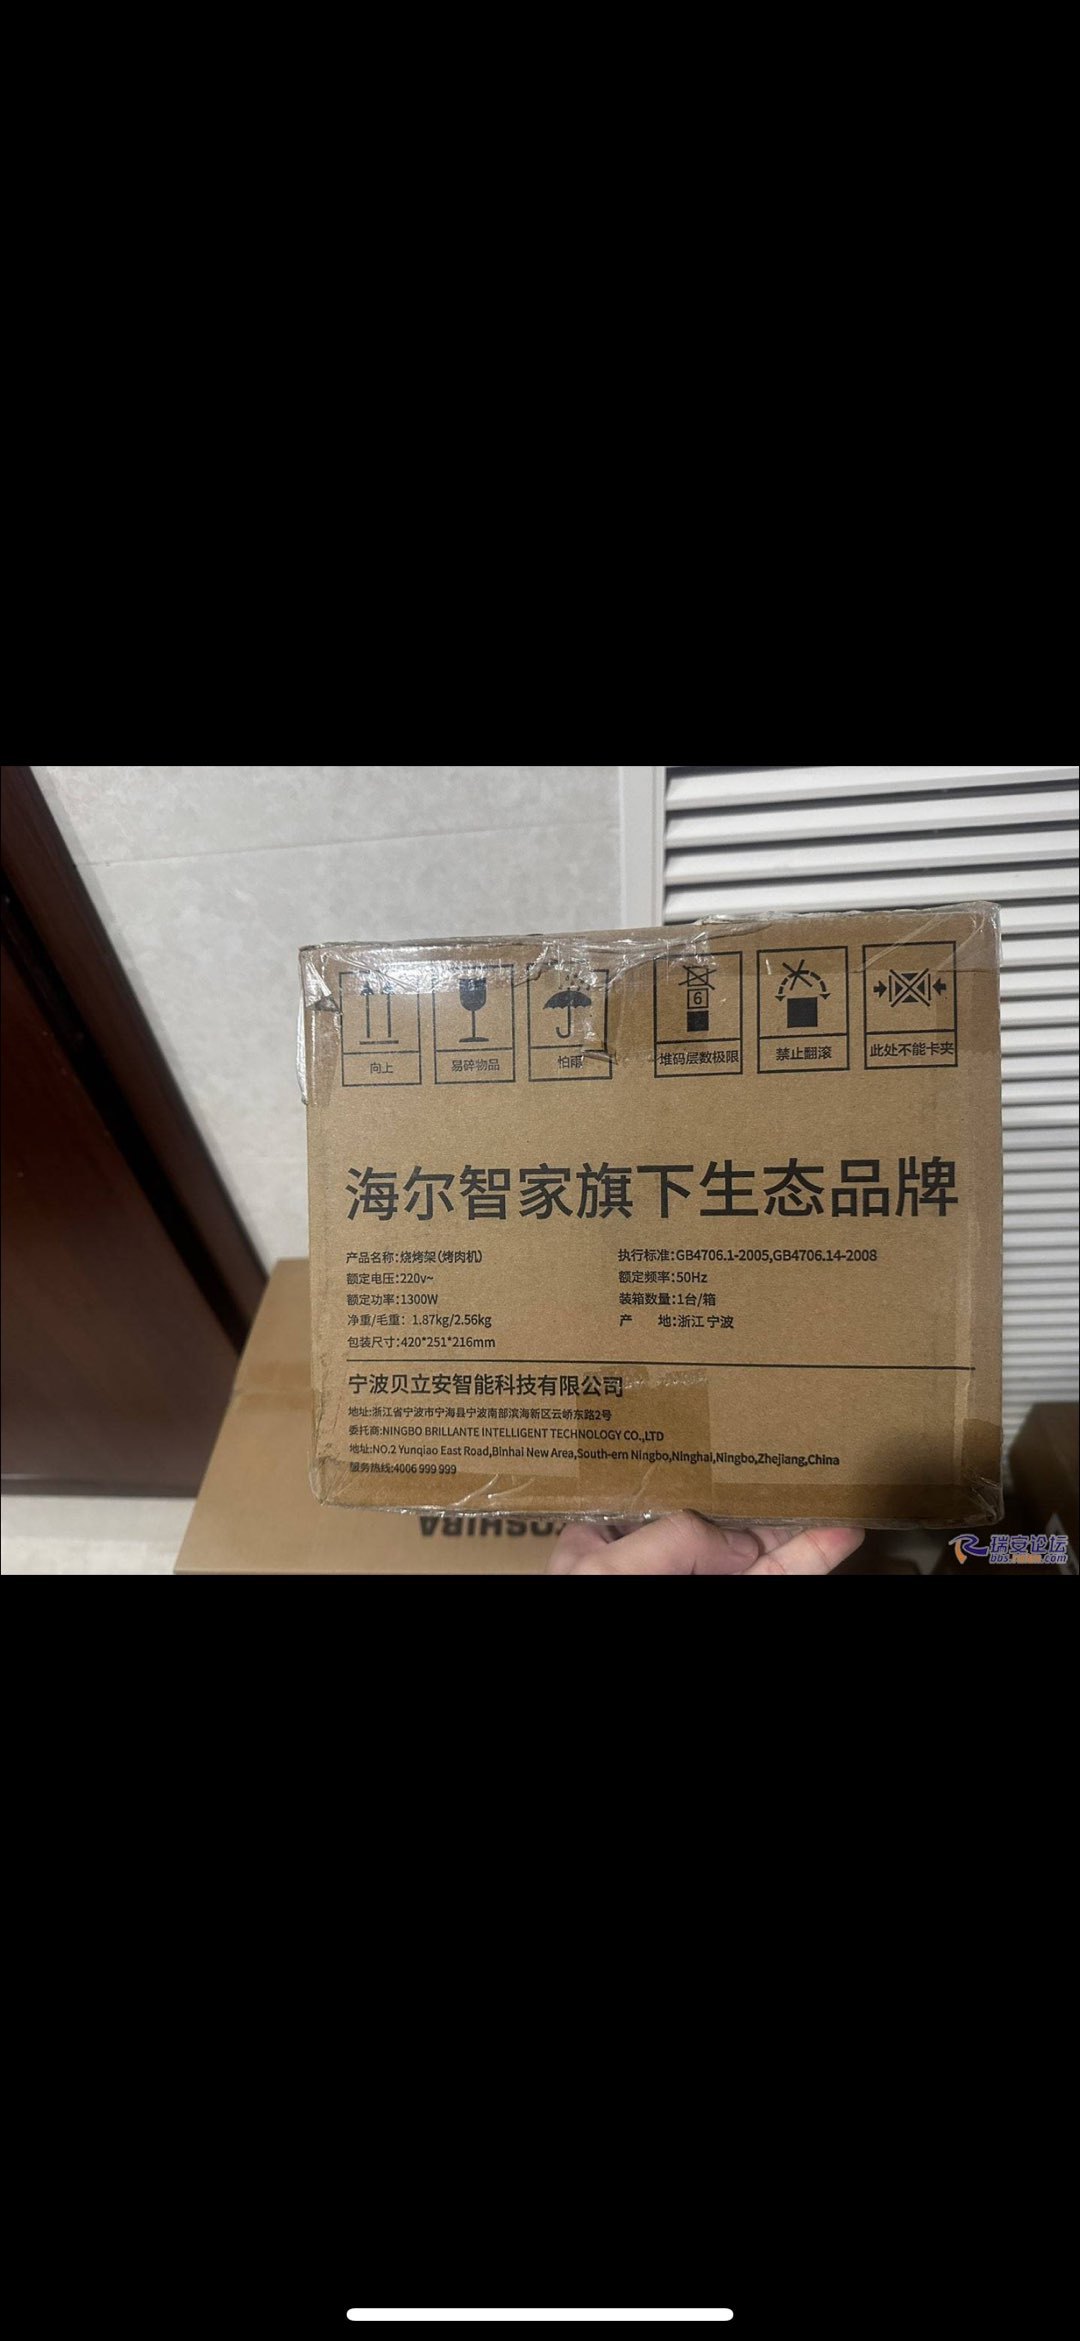 向上
易碎物品
怕雨
6
堆码层数极限
禁止翻滚
此处不能卡夹
海尔智家旗下生态品牌
产品名称:烧烤架(烤肉机)
额定电压:220v~
额定功率:1300W
净重/毛重: 1.87kg/2.56kg
包装尺寸:420*251*216mm
执行标准:GB4706.1-2005,GB4706.14-2008
额定频率:50Hz
装箱数量:1台/箱
产 地:浙江 宁波
宁波贝立安智能科技有限公司
地址:浙江省宁波市宁海县宁波南部滨海新区云峤东路2号
委托商:NINGBO BRILLANTE INTELLIGENT TECHNOLOGY CO.,LTD
地址:NO.2 Yunqiao East Road,Binhai New Area,South-ern Ningbo,Ninghai,Ningbo,Zhejiang,China
服务热线:4006 999 999
TOSHIBA
瑞安论坛